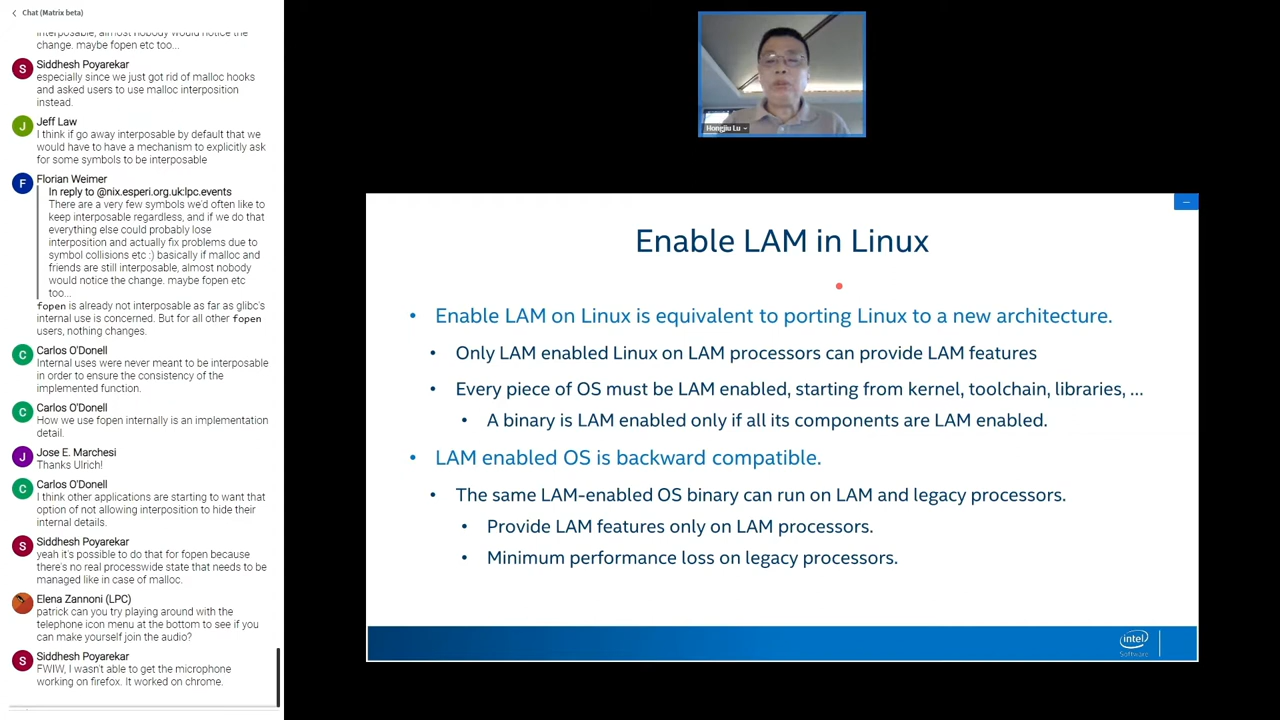 Chat (Matrix beta)
interposable, almost nobody would notice the
change. maybe fopen etc too...
S
Siddhesh Poyarekar
especially since we just got rid of malloc hooks
and asked users to use malloc interposition
instead.
J
Jeff Law
I think if go away interposable by default that we
would have to have a mechanism to explicitly ask
for some symbols to be interposable
F
Florian Weimer
In reply to @nix.esperi.org.uk:lpc.events
There are a very few symbols we'd often like to
keep interposable regardless, and if we do that
everything else could probably lose
interposition and actually fix problems due to
symbol collisions etc :) basically if malloc and
friends are still interposable, almost nobody
would notice the change. maybe fopen etc
too...
fopen is already not interposable as far as glibc's
internal use is concerned. But for all other fopen
users, nothing changes.
C
Carlos O'Donell
Internal uses were never meant to be interposable
in order to ensure the consistency of the
implemented function.
C
Carlos O'Donell
How we use fopen internally is an implementation
detail.
J
Jose E. Marchesi
Thanks Ulrich!
C
Carlos O'Donell
I think other applications are starting to want that
option of not allowing interposition to hide their
internal details.
S
Siddhesh Poyarekar
yeah it's possible to do that for fopen because
there's no real processwide state that needs to be
managed like in case of malloc.
Elena Zannoni (LPC)
patrick can you try playing around with the
telephone icon menu at the bottom to see if you
can make yourself join the audio?
S
Siddhesh Poyarekar
FWIW, I wasn't able to get the microphone
working on firefox. It worked on chrome.
Hongjiu Lu
Enable LAM in Linux
• Enable LAM on Linux is equivalent to porting Linux to a new architecture.
• Only LAM enabled Linux on LAM processors can provide LAM features
• Every piece of OS must be LAM enabled, starting from kernel, toolchain, libraries, ...
• A binary is LAM enabled only if all its components are LAM enabled.
• LAM enabled OS is backward compatible.
• The same LAM-enabled OS binary can run on LAM and legacy processors.
• Provide LAM features only on LAM processors.
• Minimum performance loss on legacy processors.
intel
Software